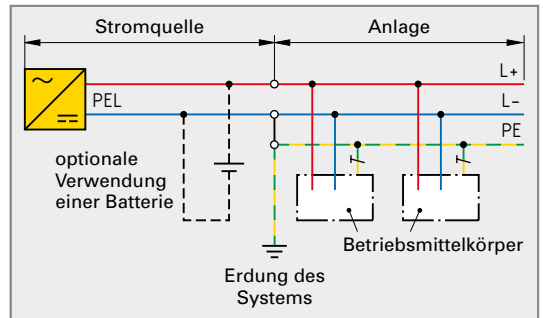 Stromquelle
Anlage
L+
PEL
L-
PE
optionale
Verwendung
einer Batterie
Betriebsmittelkörper
Erdung des
Systems